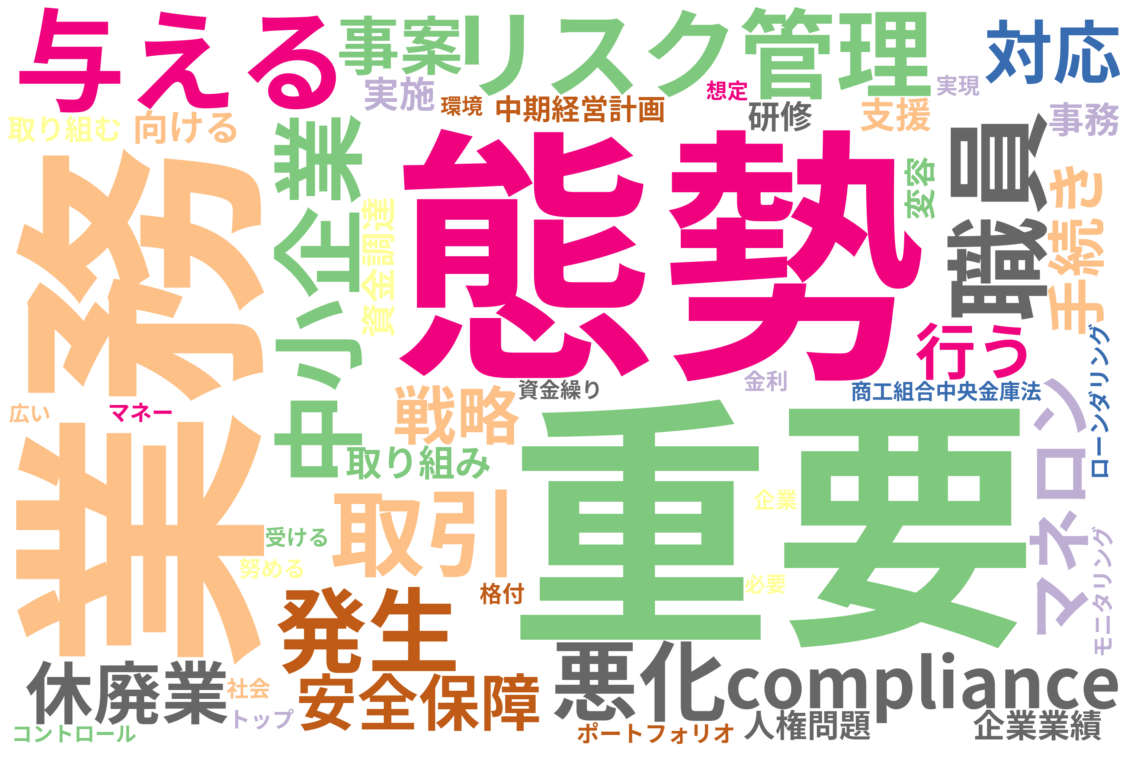 与える
事案
リスク管理
対応
実施
環境
中期経営計画
想定
研修
支援
実現
事務
取り組む
向ける
業務
中小企業
資金調達
態勢
変容
職員
手続き
行う
ローンダリング
資金繰り
金利
商工組合中央金庫法
広い
マネー
戦略
取り組み
重要
マネロン
モニタリング
企業
取引
受ける
努める
格付
必要
発生
悪化
compliance
休廃業
社会
安全保障
トップ
コントロール
ポートフォリオ
人権問題
企業業績